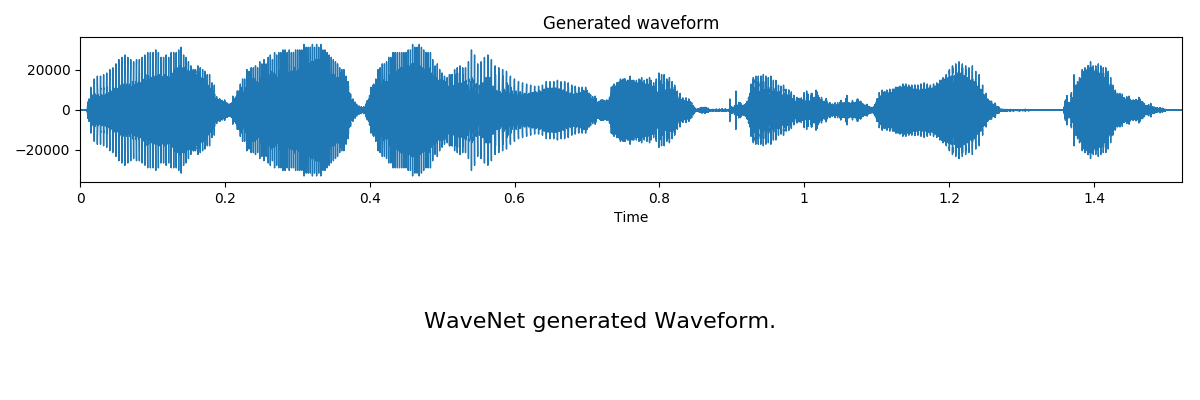 Generated waveform
20000
0
−20000
0 0.2 0.4 0.6 0.8 1 1.2 1.4
Time
WaveNet generated Waveform.